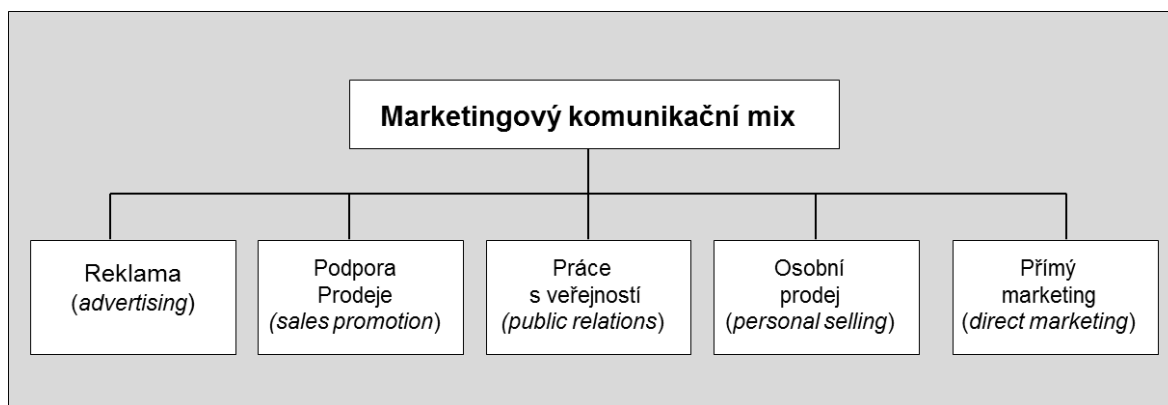 Marketingový komunikační mix
Reklama
(advertising)
Podpora
Prodeje
(sales promotion)
Práce
s veřejností
(public relations)
Osobní
prodej
(personal selling)
Přímý
marketing
(direct marketing)